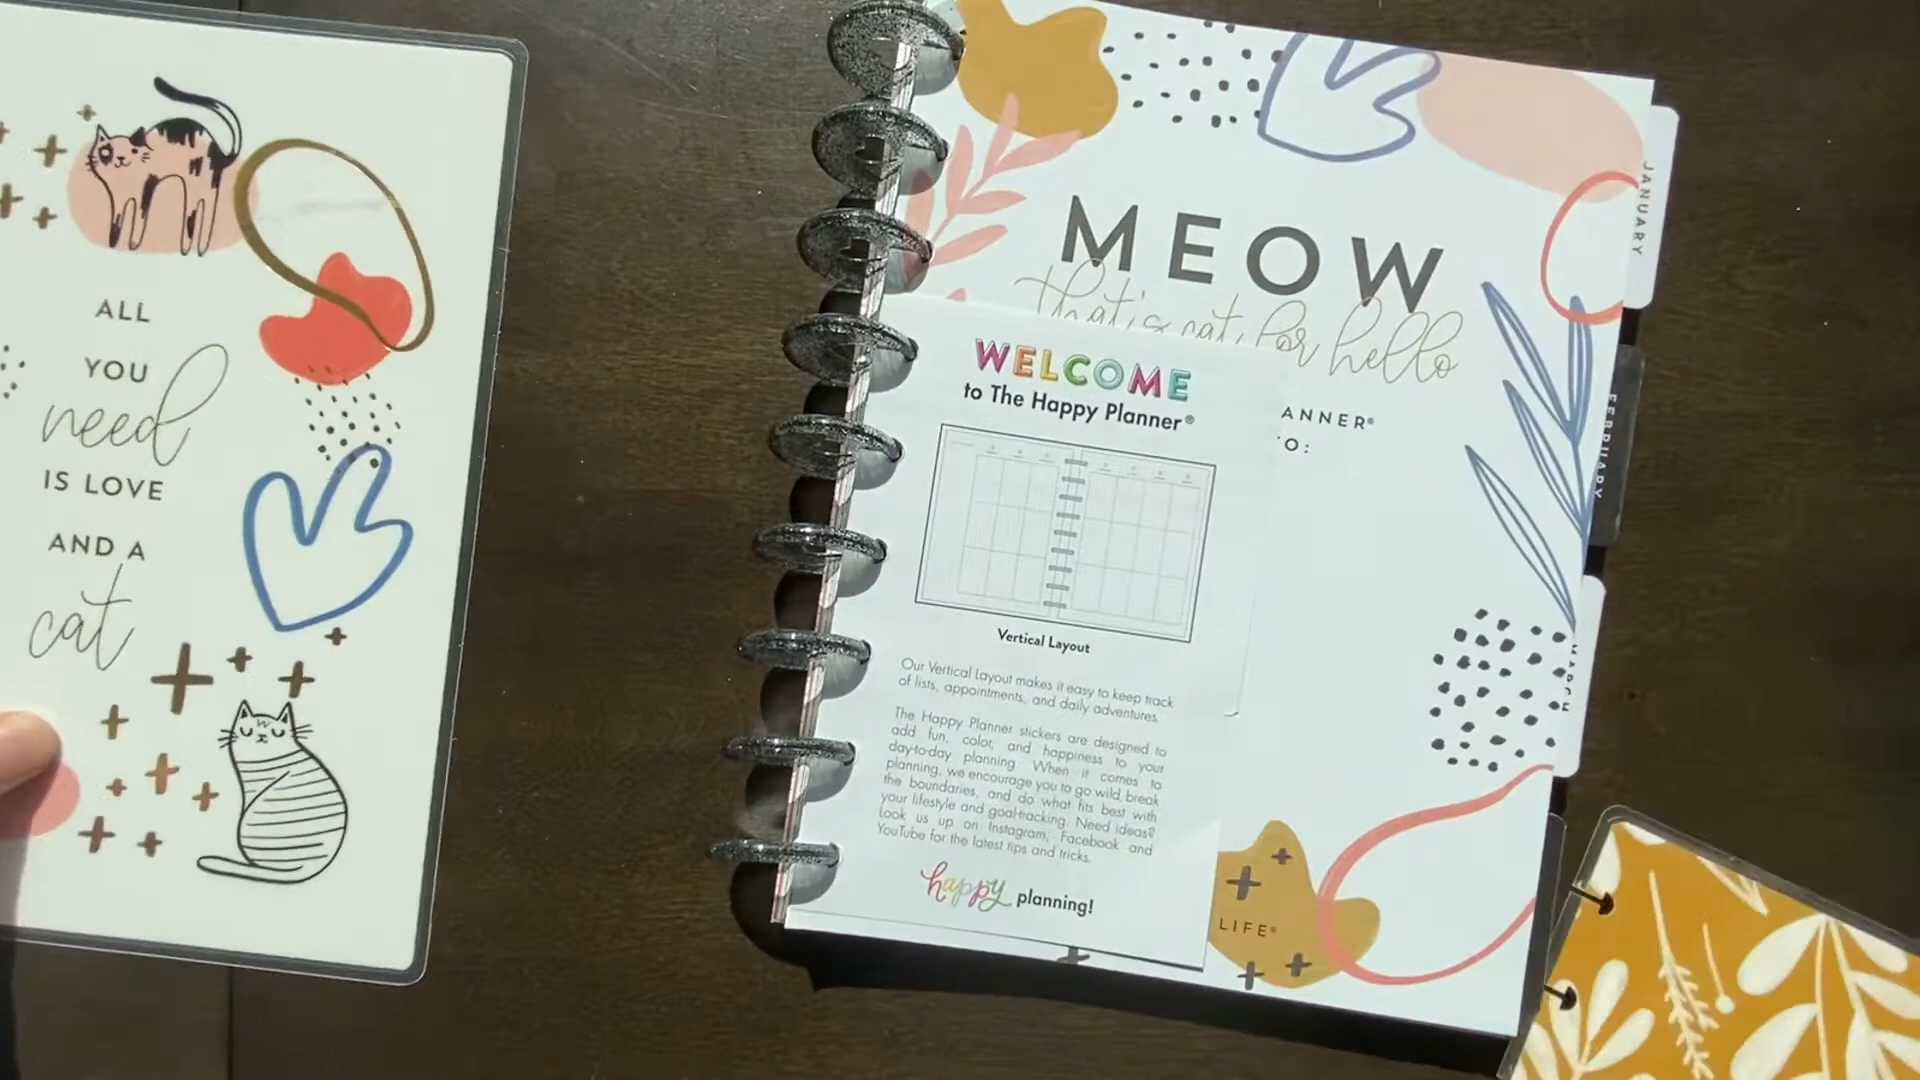 ALL
YOU
need
IS LOVE
AND A
cat
MEOW
that's cat for hello
ANNER®
O:
WELCOME
to The Happy Planner®
Vertical Layout
Our Vertical Layout makes it easy to keep track
of lists, appointments, and daily adventures.
The Happy Planner stickers are designed to
add fun, color, and happiness to your
day-to-day planning. When it comes to
planning, we encourage you to go wild, break
the boundaries, and do what fits best with
your lifestyle and goal-tracking. Need ideas?
Look us up on Instagram, Facebook and
YouTube for the latest tips and tricks.
happy planning!
LIFE®
JANUARY
FEBRUARY
MARCH